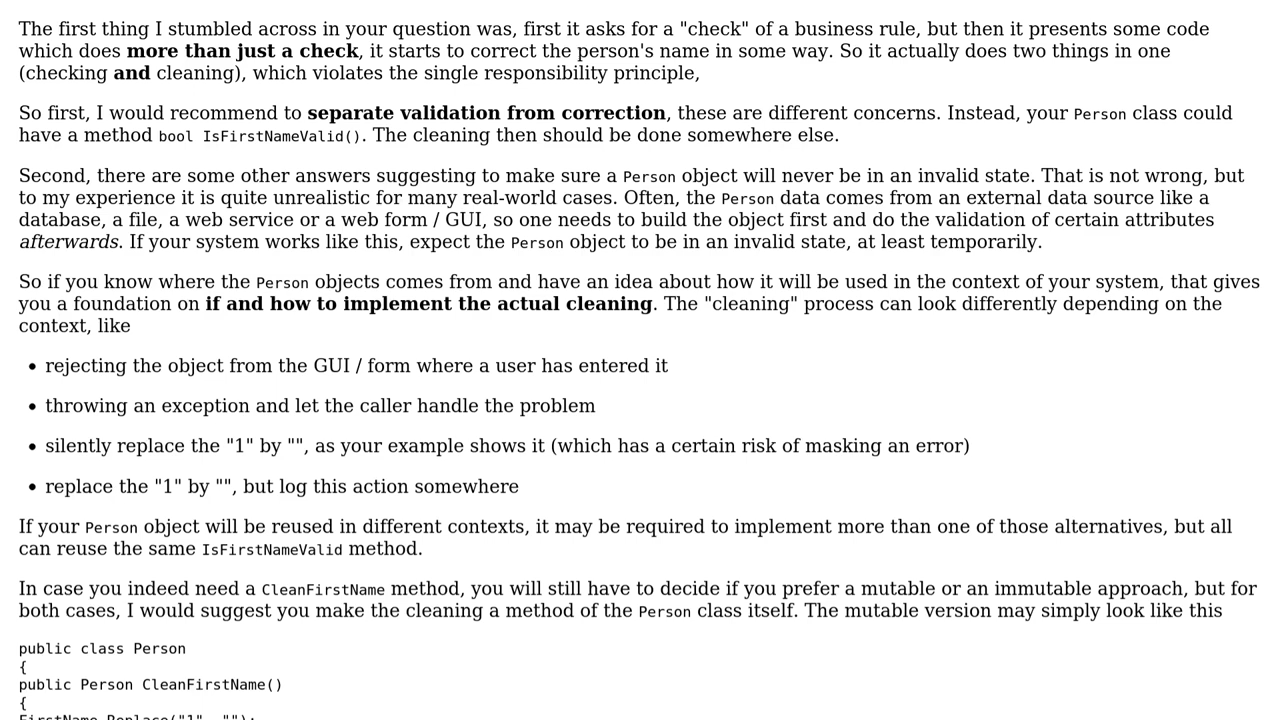 The first thing I stumbled across in your question was, first it asks for a "check" of a business rule, but then it presents some code
which does more than just a check, it starts to correct the person's name in some way. So it actually does two things in one
(checking and cleaning), which violates the single responsibility principle,
So first, I would recommend to separate validation from correction, these are different concerns. Instead, your Person class could
have a method bool IsFirstNameValid(). The cleaning then should be done somewhere else.
Second, there are some other answers suggesting to make sure a Person object will never be in an invalid state. That is not wrong, but
to my experience it is quite unrealistic for many real-world cases. Often, the Person data comes from an external data source like a
database, a file, a web service or a web form / GUI, so one needs to build the object first and do the validation of certain attributes
afterwards. If your system works like this, expect the Person object to be in an invalid state, at least temporarily.
So if you know where the Person objects comes from and have an idea about how it will be used in the context of your system, that gives
you a foundation on if and how to implement the actual cleaning. The "cleaning" process can look differently depending on the
context, like
• rejecting the object from the GUI / form where a user has entered it
• throwing an exception and let the caller handle the problem
• silently replace the "1" by "", as your example shows it (which has a certain risk of masking an error)
• replace the "1" by "", but log this action somewhere
If your Person object will be reused in different contexts, it may be required to implement more than one of those alternatives, but all
can reuse the same IsFirstNameValid method.
In case you indeed need a CleanFirstName method, you will still have to decide if you prefer a mutable or an immutable approach, but for
both cases, I would suggest you make the cleaning a method of the Person class itself. The mutable version may simply look like this
public class Person
{
public Person CleanFirstName()
{
FirstName.Replace("1", "");